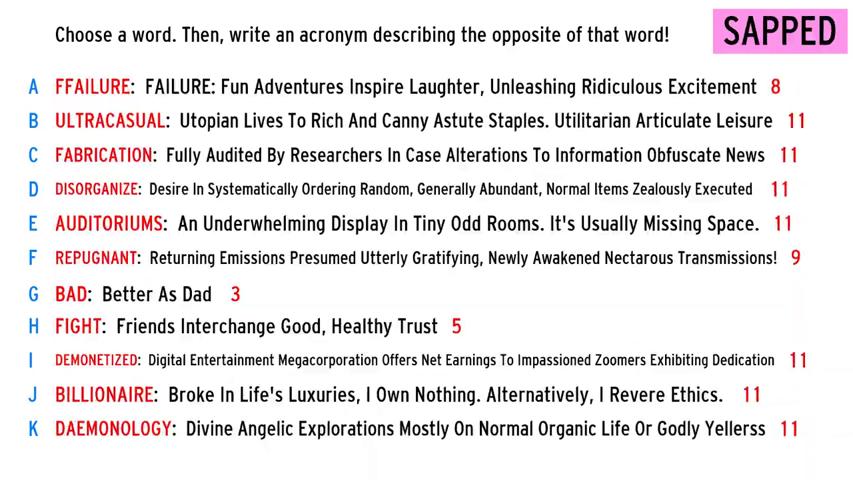 Choose a word. Then, write an acronym describing the opposite of that word! SAPPED
A FFAILURE: FAILURE: Fun Adventures Inspire Laughter, Unleashing Ridiculous Excitement 8
B ULTRACASUAL: Utopian Lives To Rich And Canny Astute Staples. Utilitarian Articulate Leisure 11
C FABRICATION: Fully Audited By Researchers In Case Alterations To Information Obfuscate News 11
D DISORGANIZE: Desire In Systematically Ordering Random, Generally Abundant, Normal Items Zealously Executed 11
E AUDITORIUMS: An Underwhelming Display In Tiny Odd Rooms. It's Usually Missing Space. 11
F REPUGNANT: Returning Emissions Presumed Utterly Gratifying, Newly Awakened Nectarous Transmissions! 9
G BAD: Better As Dad 3
H FIGHT: Friends Interchange Good, Healthy Trust 5
I DEMONETIZED: Digital Entertainment Megacorporation Offers Net Earnings To Impassioned Zoomers Exhibiting Dedication 11
J BILLIONAIRE: Broke In Life's Luxuries, I Own Nothing. Alternatively, I Revere Ethics. 11
K DAEMONOLOGY: Divine Angelic Explorations Mostly On Normal Organic Life Or Godly Yellerss 11